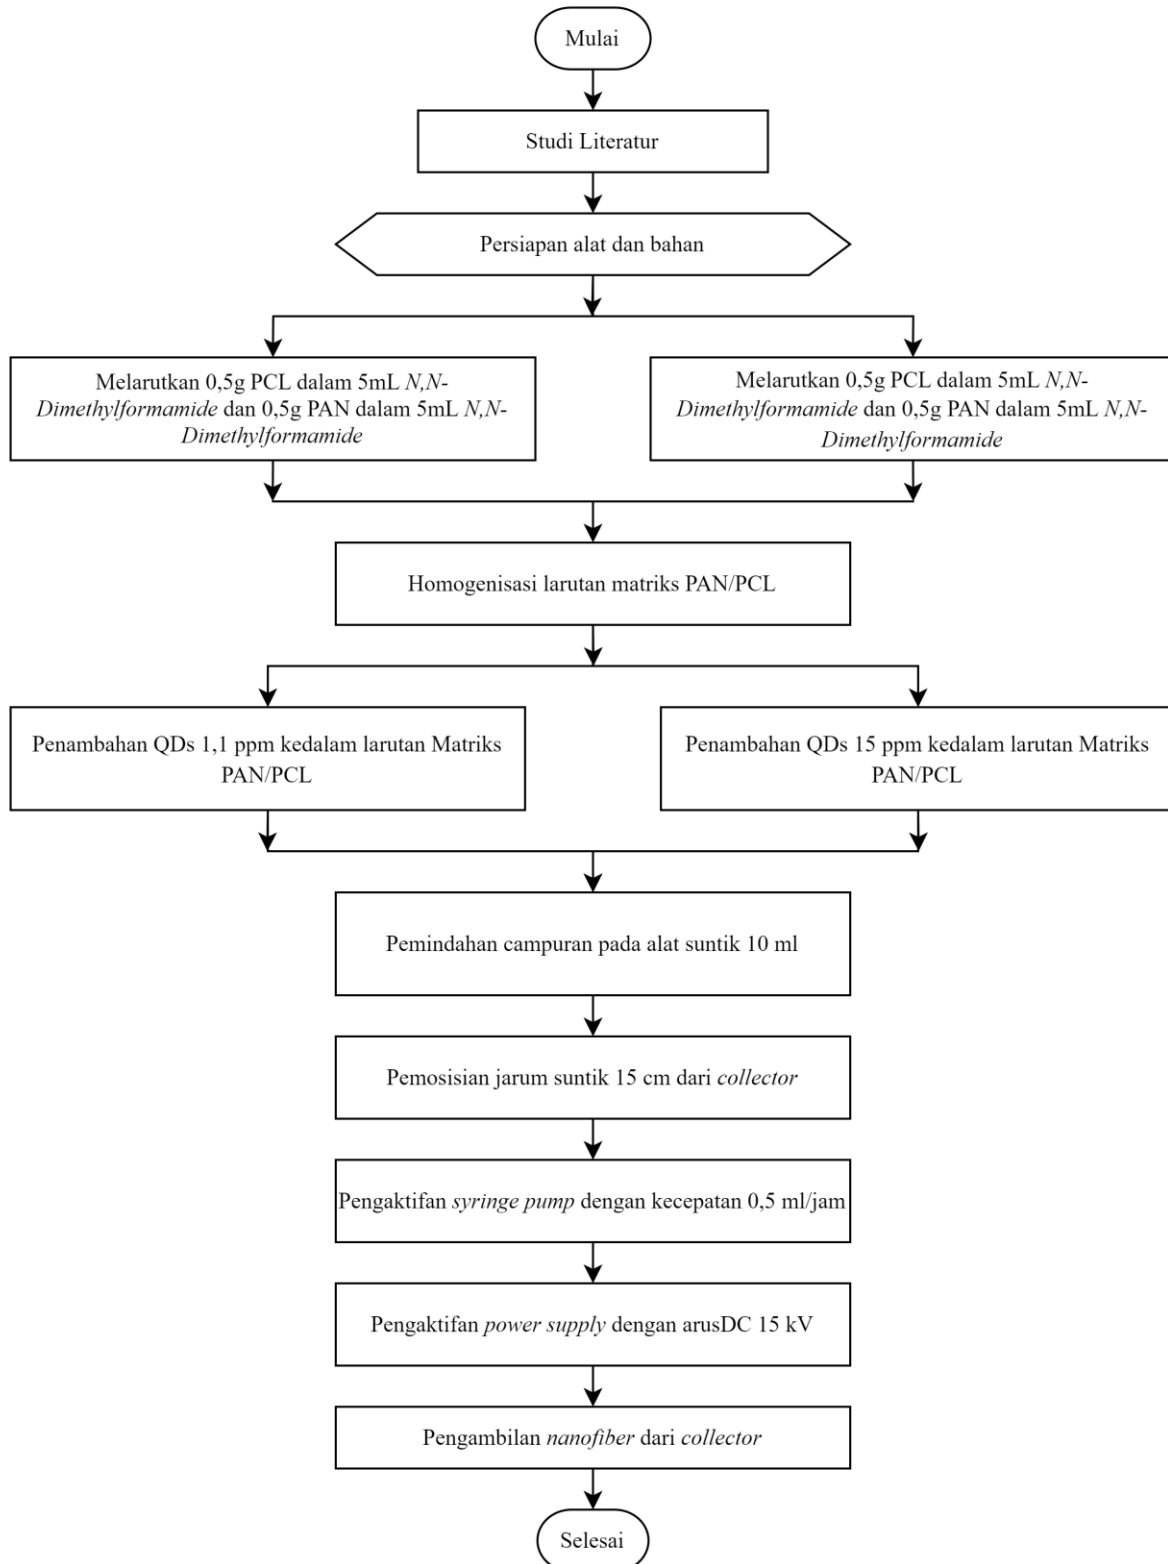 Mulai
Studi Literatur
Persiapan alat dan bahan
Melarutkan 0,5g PCL dalam 5mL N,N-
Dimethylformamide dan 0,5g PAN dalam 5mL N,N-
Dimethylformamide
Melarutkan 0,5g PCL dalam 5mL N,N-
Dimethylformamide dan 0,5g PAN dalam 5mL N,N-
Dimethylformamide
Homogenisasi larutan matriks PAN/PCL
Penambahan QDs 1,1 ppm kedalam larutan Matriks
PAN/PCL
Penambahan QDs 15 ppm kedalam larutan Matriks
PAN/PCL
Pemindahan campuran pada alat suntik 10 ml
Pemosisian jarum suntik 15 cm dari collector
Pengaktifan syringe pump dengan kecepatan 0,5 ml/jam
Pengaktifan power supply dengan arusDC 15 kV
Pengambilan nanofiber dari collector
Selesai